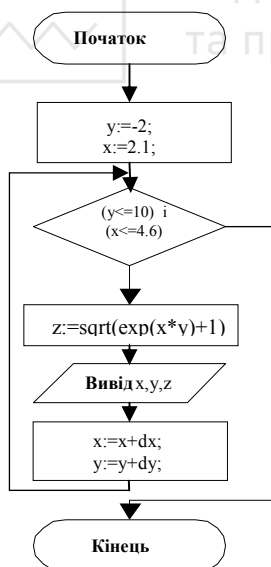 Початок
y:=-2;
x:=2.1;
(y<=10) і
(x<=4.6)
z:=sqrt(exp(x*y)+1)
Вивід x,y,z
x:=x+dx;
y:=y+dy;
Кінець